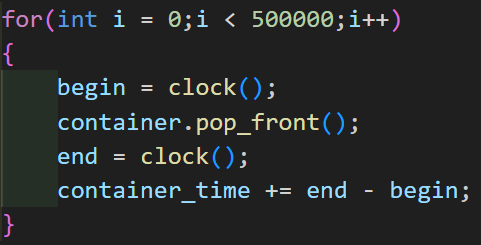 for(int i = 0;i < 500000;i++)
{
    begin = clock();
    container.pop_front();
    end = clock();
    container_time += end - begin;
}